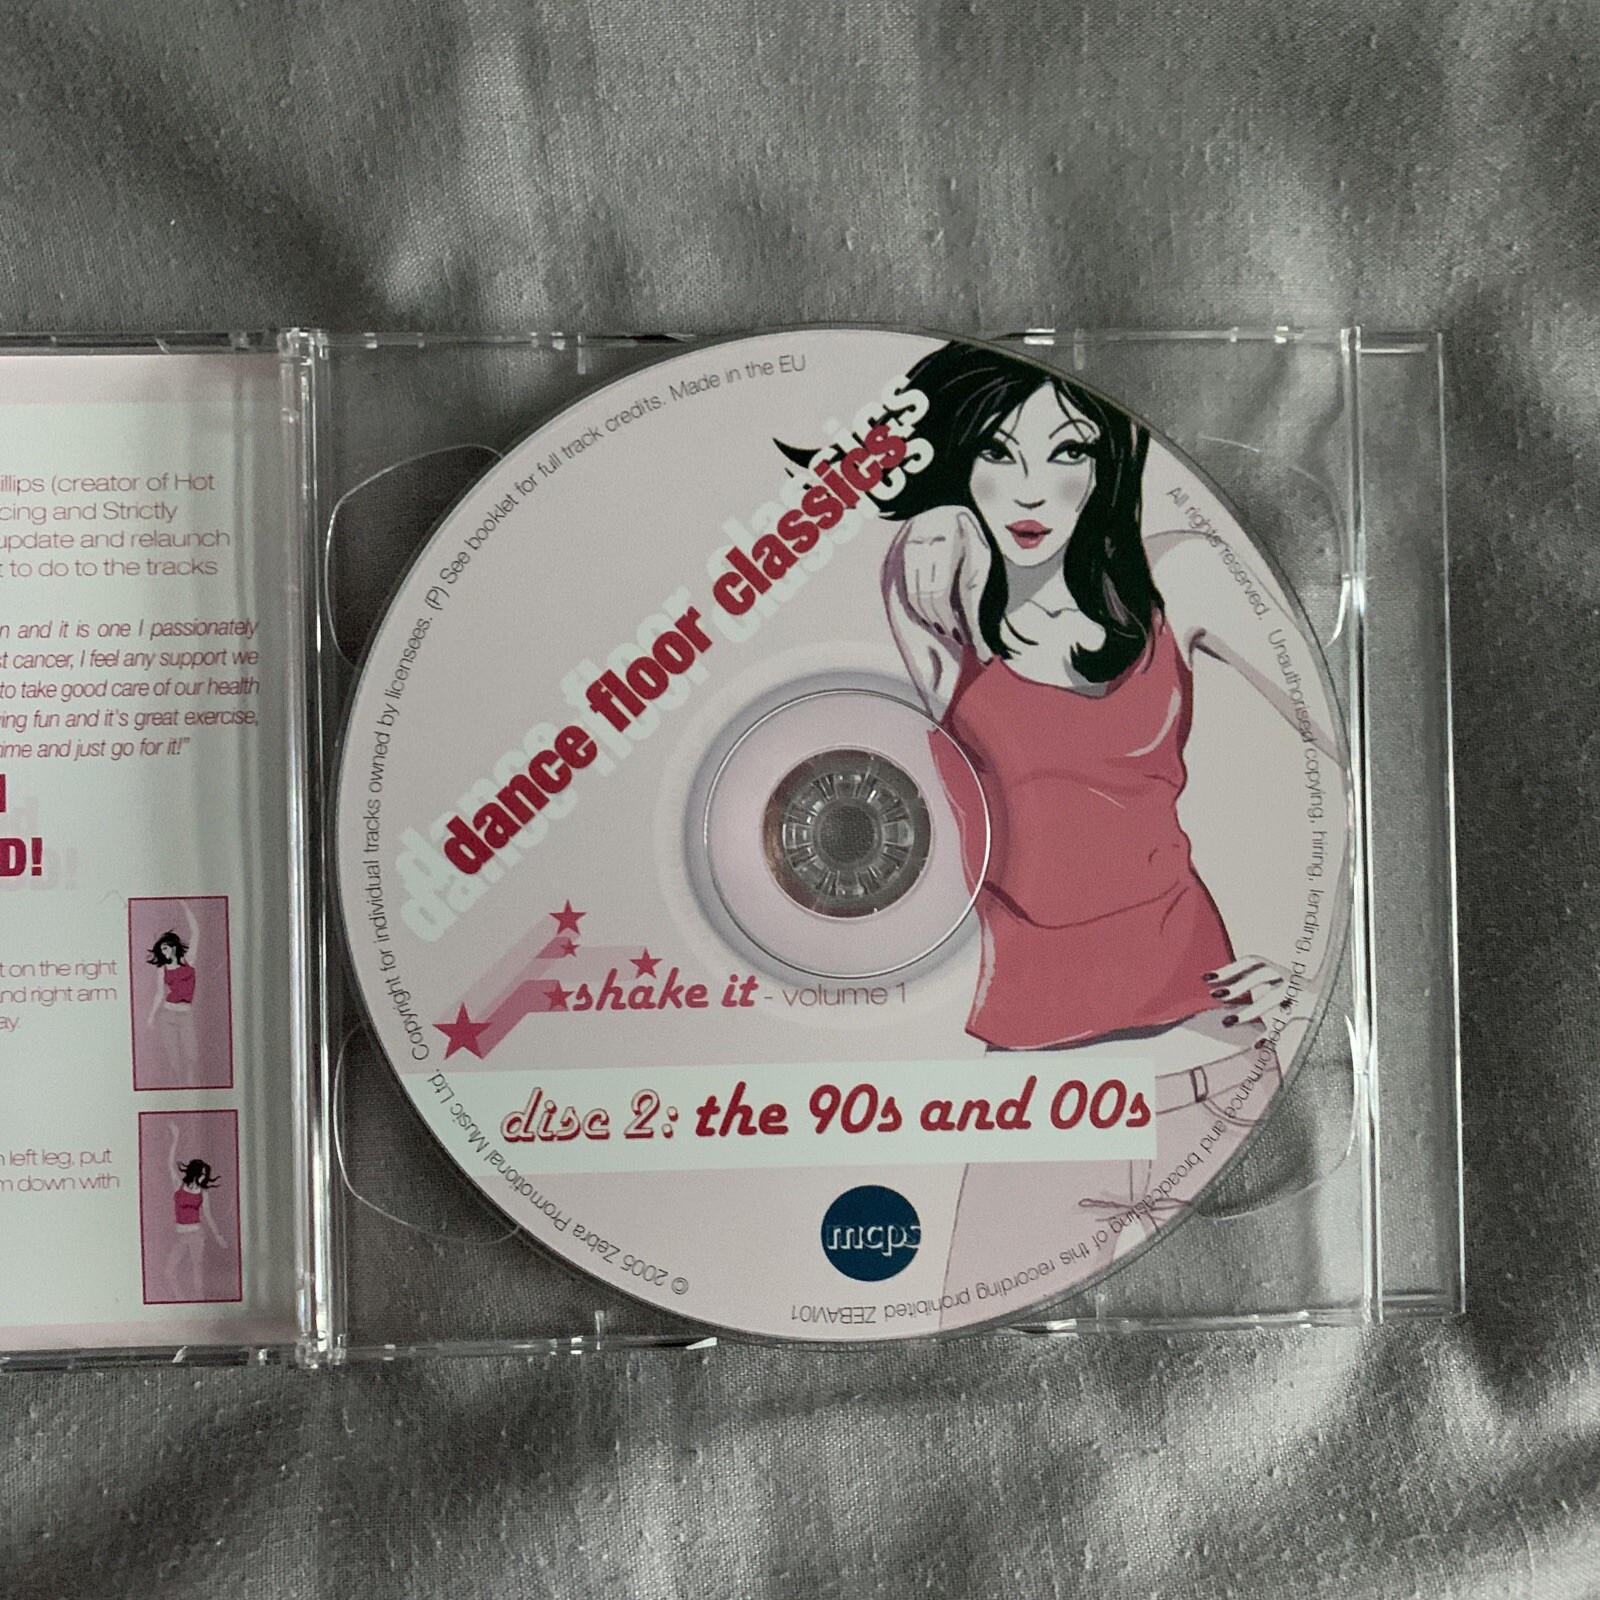 illips (creator of Hot
cing and Strictly
update and relaunch
t to do to the tracks
n and it is one I passionately
st cancer, I feel any support we
to take good care of our health
ving fun and it's great exercise,
time and just go for it!"
D!
t on the right
nd right arm
ay.
left leg, put
m down with
dance floor classics
shake it - volume 1
disc 2: the 90s and 00s
mcps
© 2005 Zebra Promotional Music Ltd. Copyright for individual tracks owned by licensees. (P) See booklet for full track credits. Made in the EU
All rights reserved. Unauthorised copying, hiring, lending, public performance and broadcasting of this recording prohibited ZEBAV101